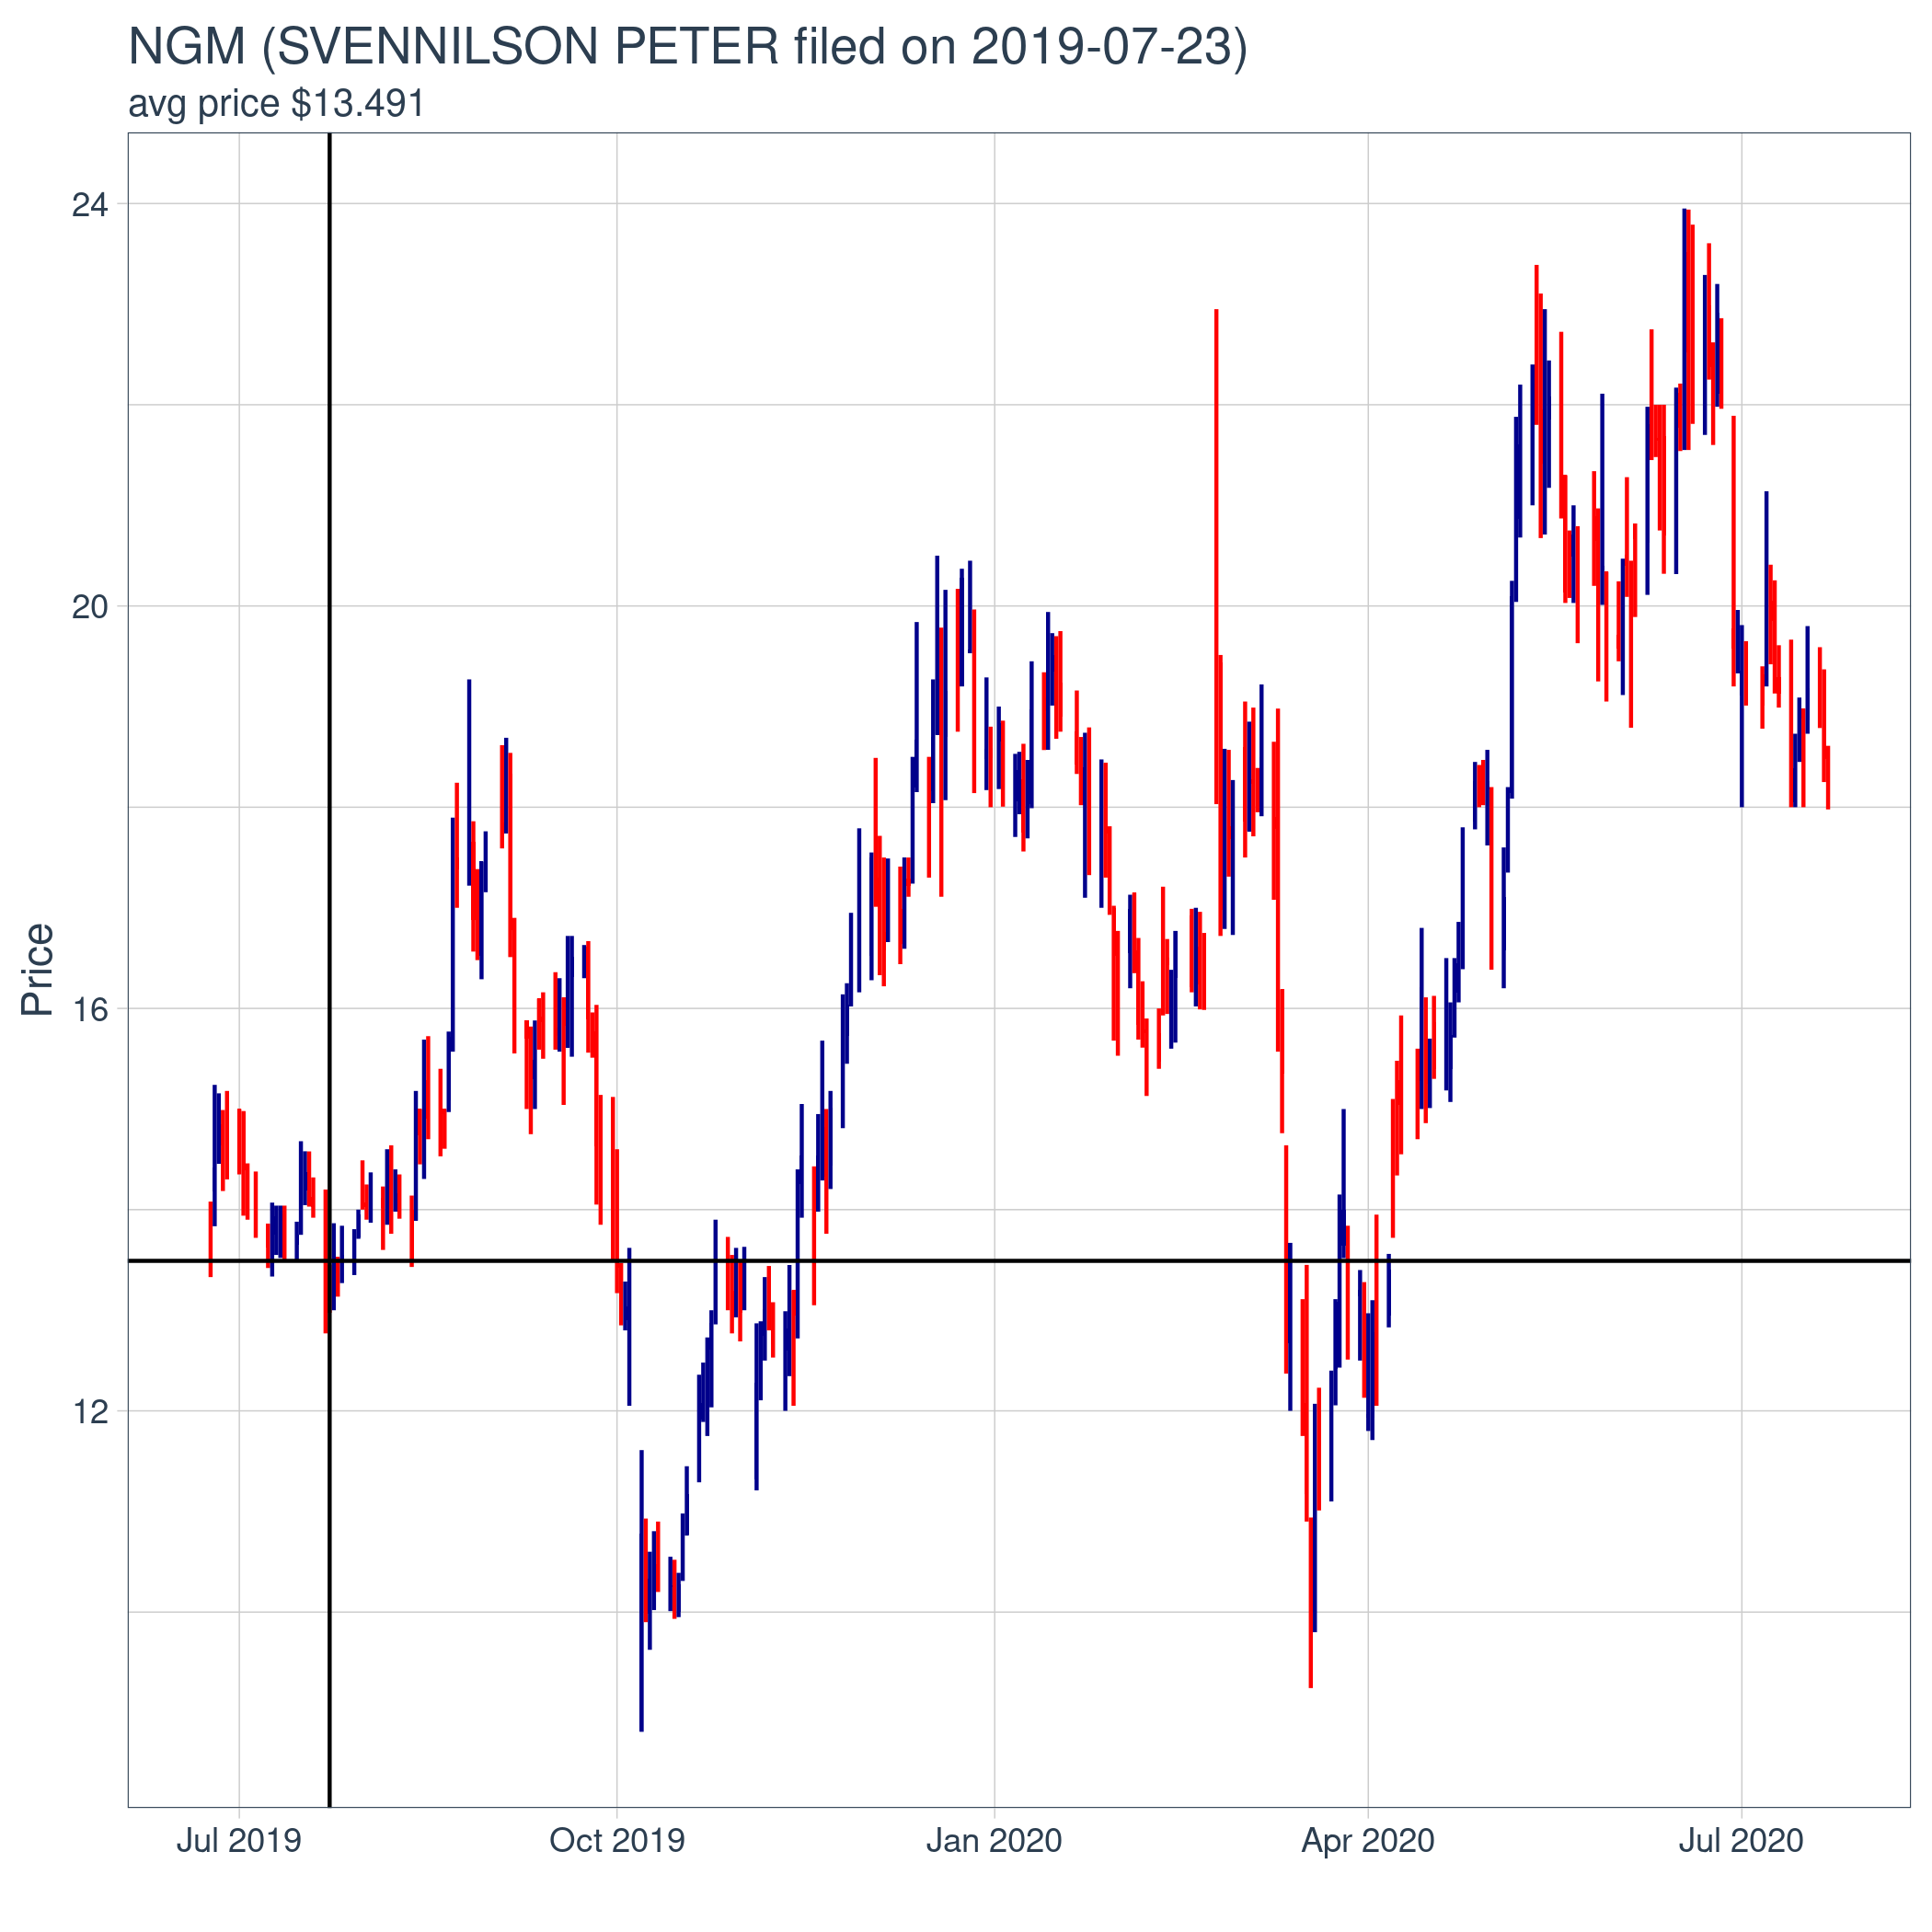 NGM (SVENNILSON PETER filed on 2019-07-23)
avg price $13.491
24
20
16
12
Price
Jul 2019
Oct 2019
Jan 2020
Apr 2020
Jul 2020